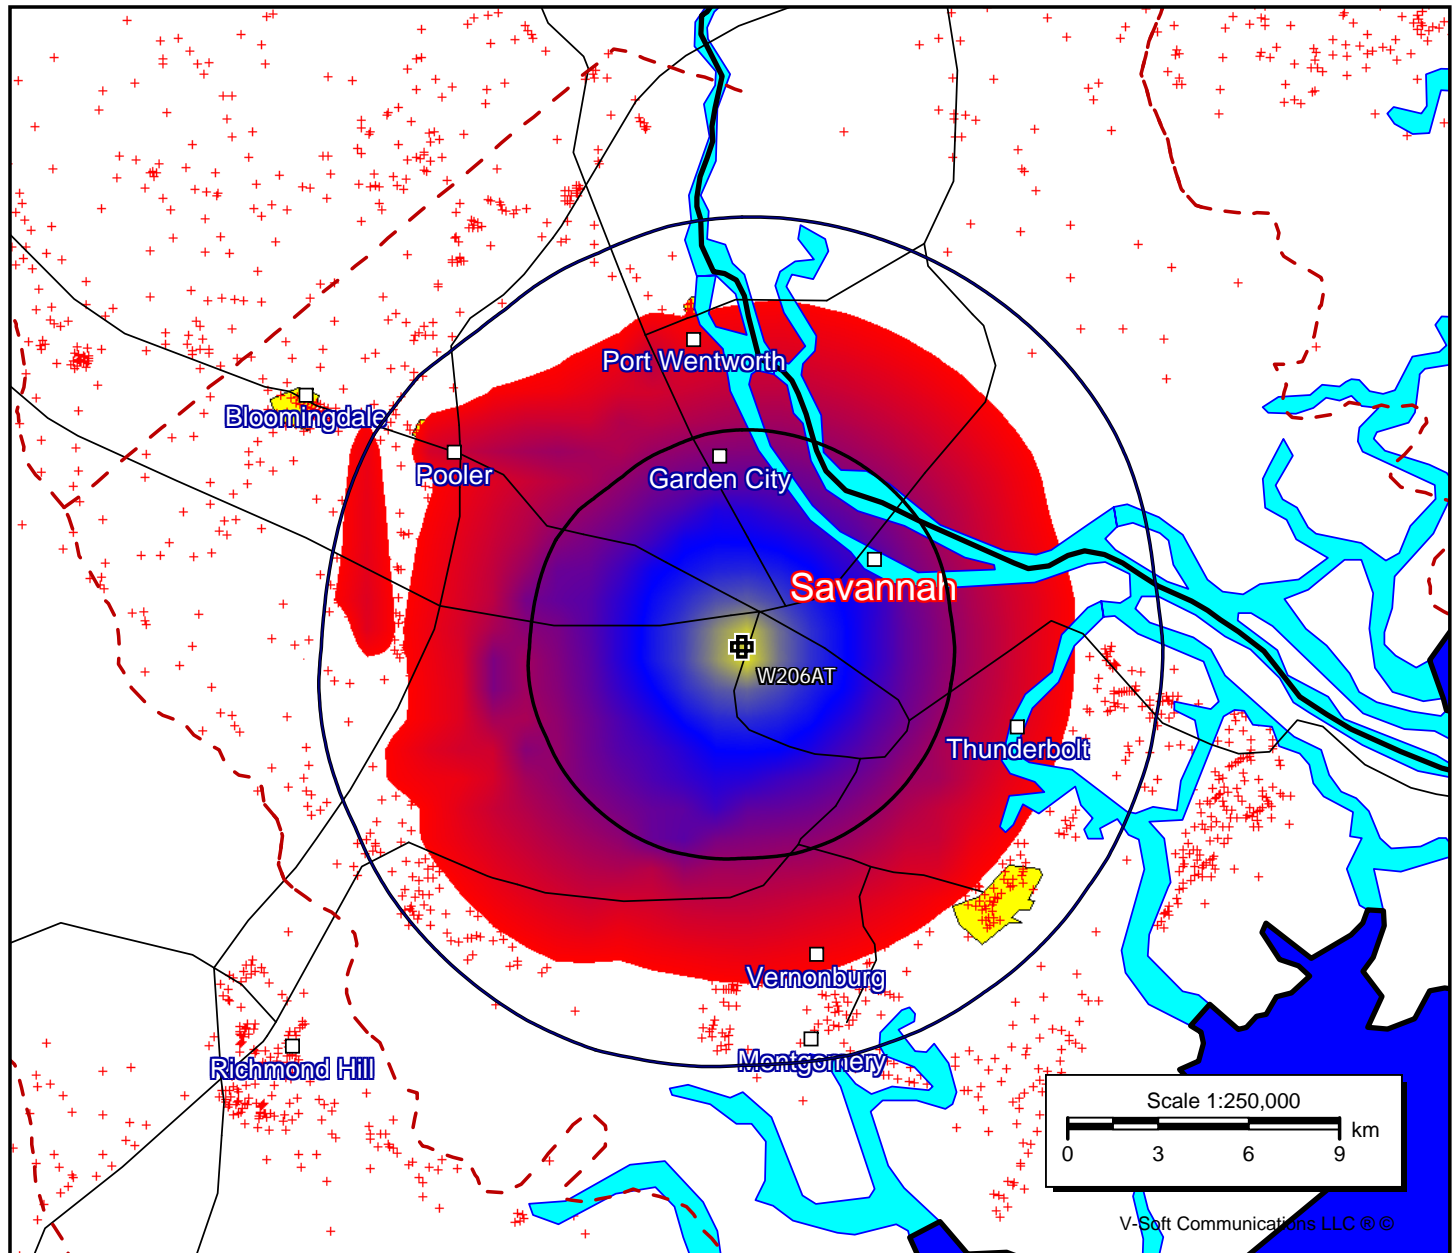 Port Wentworth
Bloomingdale
Pooler
Garden City
Savannah
W206AT
Thunderbolt
Vernonburg
Montgomery
Richmond Hill
Scale 1:250,000
km
0 3 6 9
V-Soft Communications LLC ® ©